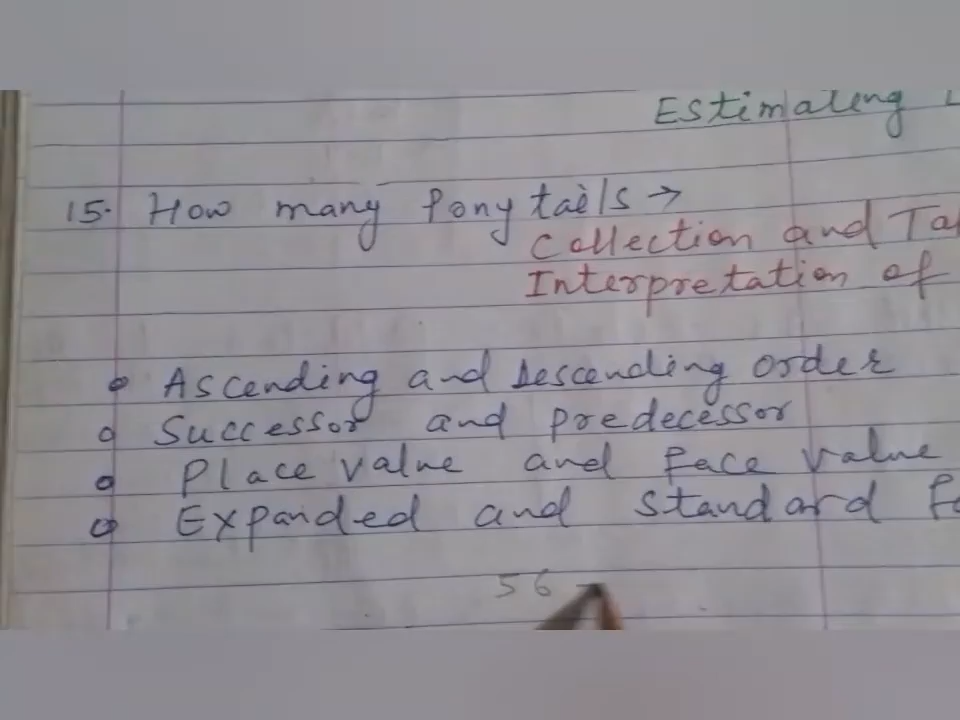 Estimating
15. How many Ponytails →
Collection and
Interpretation of
Ascending and Descending order
Successor and predecessor
Place value and face value
Expanded and standard
56 -